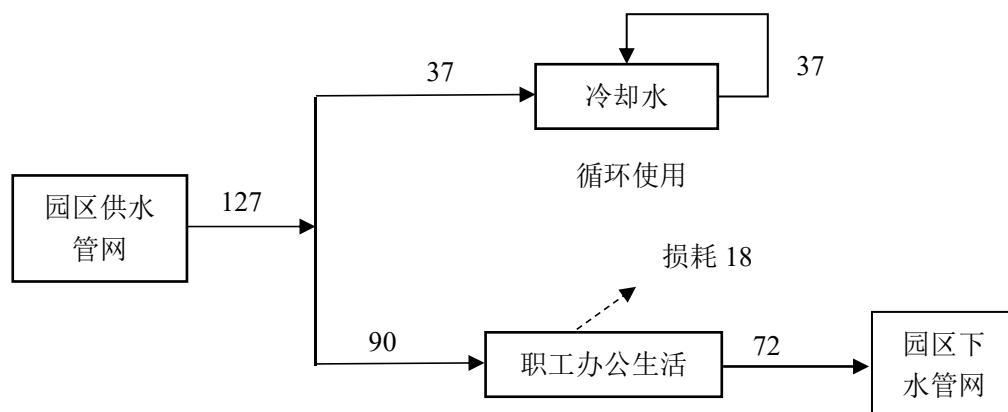 37
37
冷却水
循环使用
园区供水
管网
127
损耗 18
90
职工办公生活
72
园区下
水管网